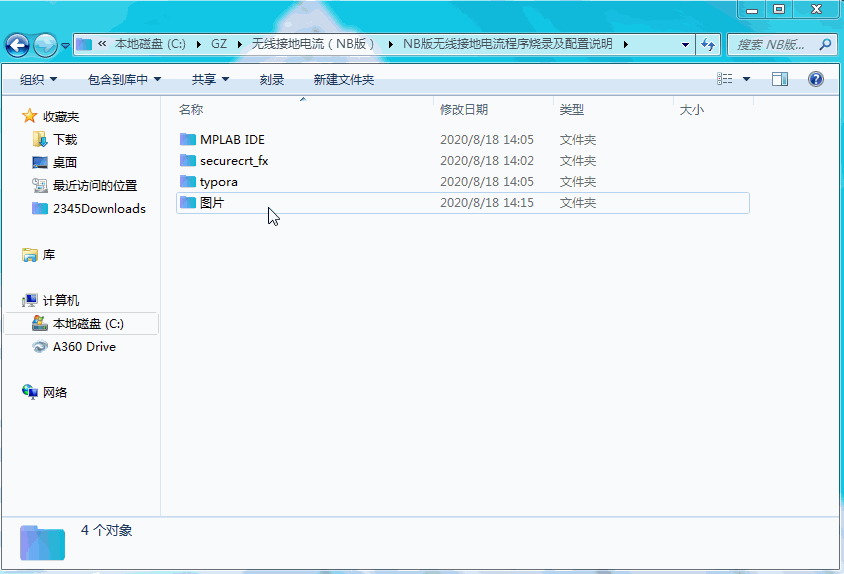 « 本地磁盘 (C:) ▸ GZ ▸ 无线接地电流（NB版） ▸ NB版无线接地电流程序烧录及配置说明 ▸
搜索 NB版...
组织 包含到库中 共享 刻录 新建文件夹
收藏夹
下载
桌面
最近访问的位置
2345Downloads
库
计算机
本地磁盘 (C:)
A360 Drive
网络
名称 修改日期 类型 大小
MPLAB IDE 2020/8/18 14:05 文件夹
securecrt_fx 2020/8/18 14:02 文件夹
typora 2020/8/18 14:05 文件夹
图片 2020/8/18 14:15 文件夹
4 个对象